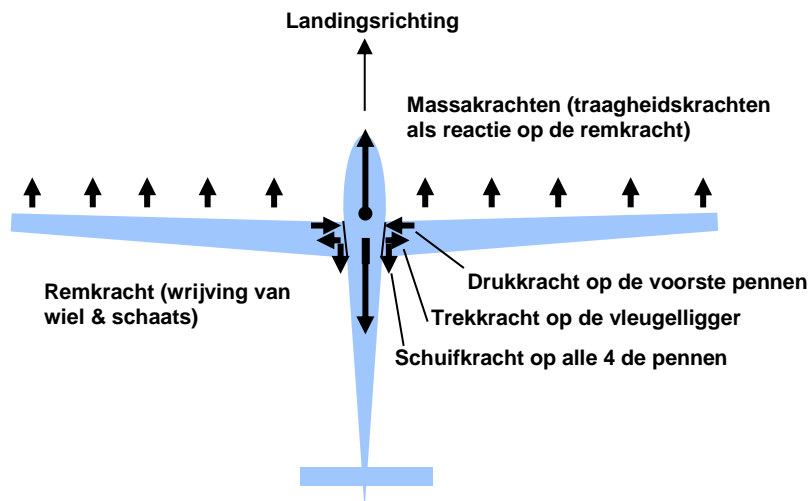 Landingsrichting
Massakrachten (traagheidskrachten
als reactie op de remkracht)
Drukkracht op de voorste pennen
Remkracht (wrijving van
wiel & schaats)
Trekkracht op de vleugelligger
Schuifkracht op alle 4 de pennen